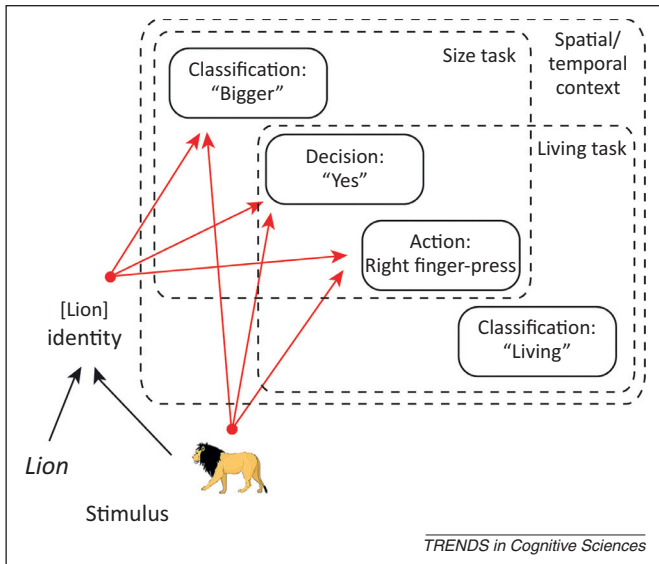 Classification:
"Bigger"
Size task
Spatial/
temporal
context
Decision:
"Yes"
Living task
Action:
Right finger-press
[Lion]
identity
Classification:
"Living"
Lion
Stimulus
TRENDS in Cognitive Sciences